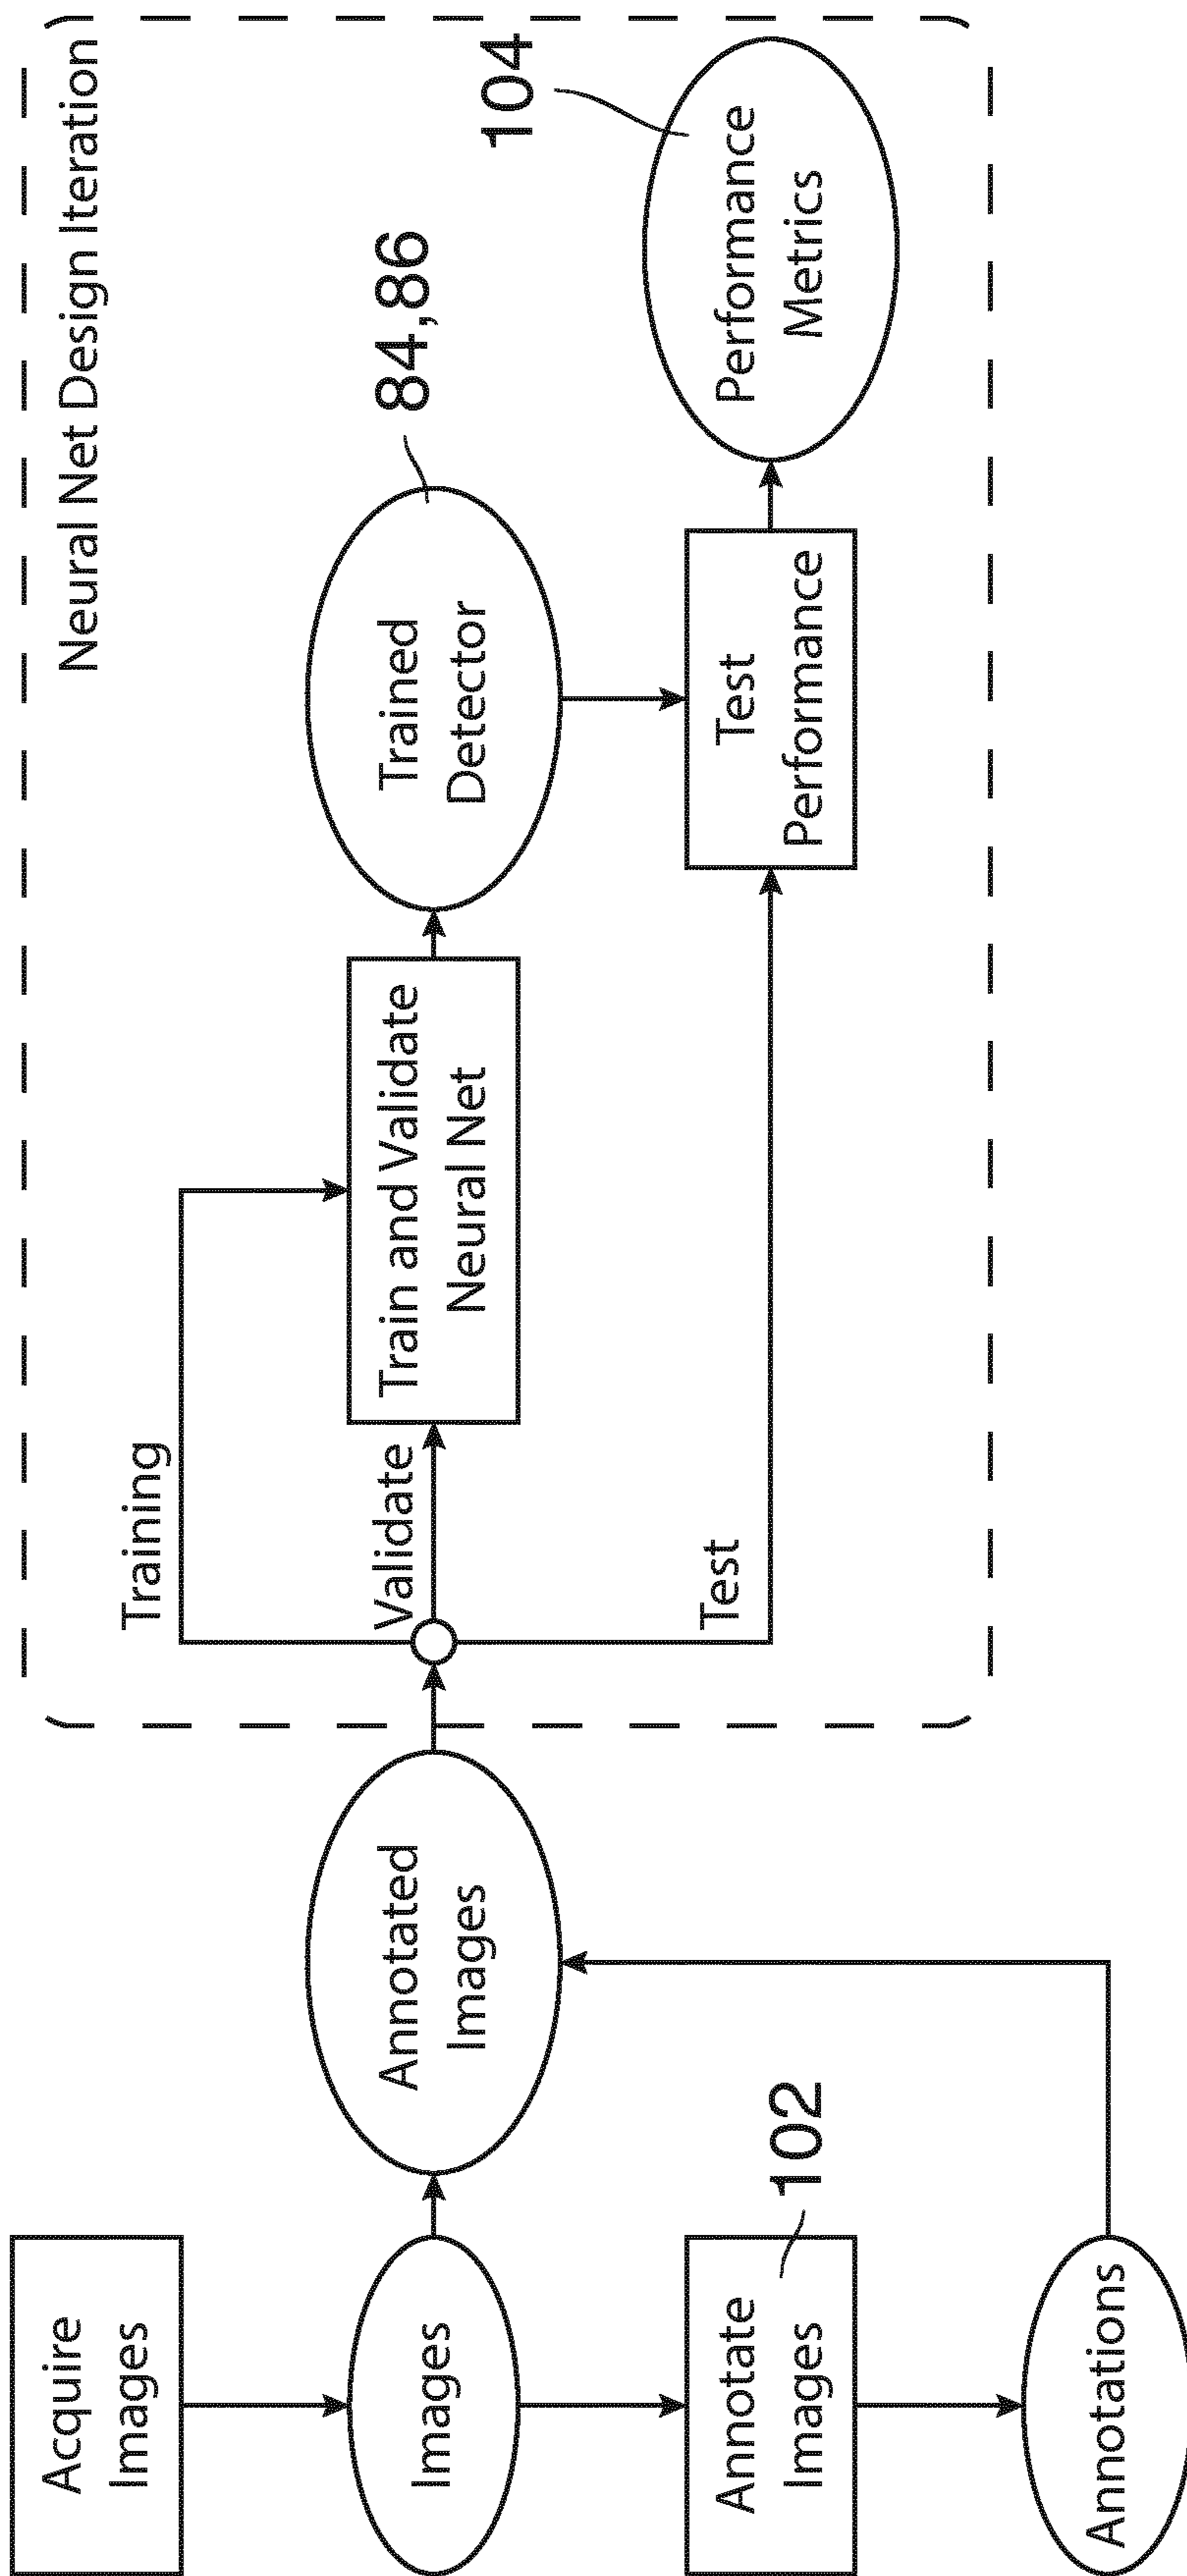 Acquire
Images
Images
Annotate
Images
102
Annotations
Annotated
Images
Neural Net Design Iteration
Training
Validate
Test
Train and Validate
Neural Net
Trained
Detector
84,86
Test
Performance
Performance
Metrics
104